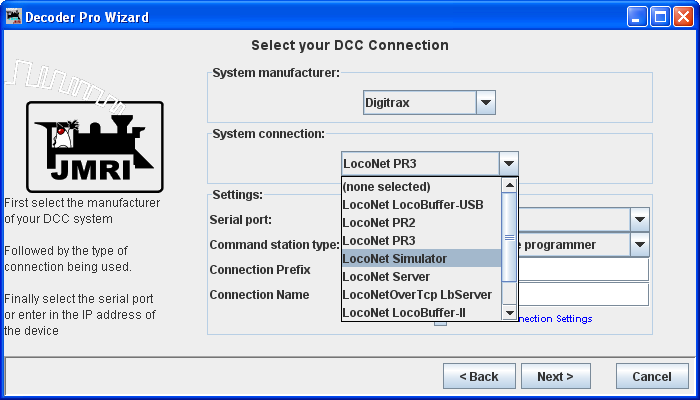 Decoder Pro Wizard
Select your DCC Connection
System manufacturer:
Digitrax
System connection:
LocoNet PR3
(none selected)
LocoNet LocoBuffer-USB
LocoNet PR2
LocoNet PR3
LocoNet Simulator
LocoNet Server
LocoNetOverTcp LbServer
LocoNet LocoBuffer-II
Settings:
Serial port:
Command station type:
e programmer
Connection Prefix
Connection Name
nection Settings
JMRI
First select the manufacturer
of your DCC system
Followed by the type of
connection being used.
Finally select the serial port
or enter in the IP address of
the device
< Back
Next >
Cancel